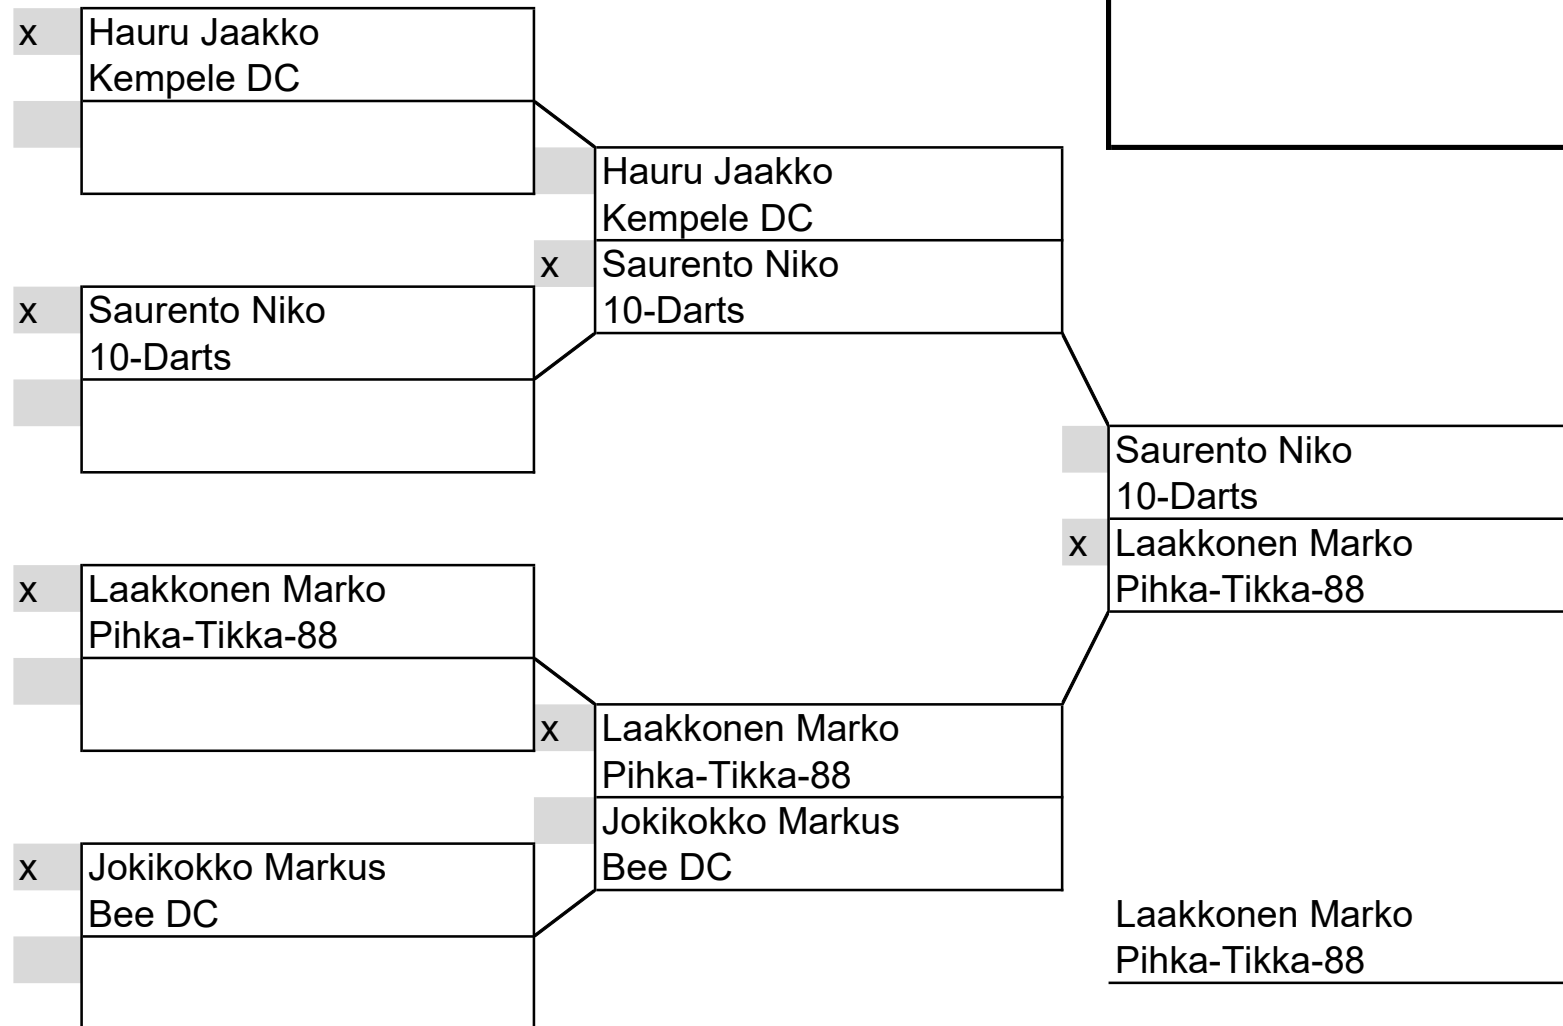 x Hauru Jaakko
Kempele DC
Hauru Jaakko
Kempele DC
x Saurento Niko
10-Darts
x Saurento Niko
10-Darts
Saurento Niko
10-Darts
x Laakkonen Marko
Pihka-Tikka-88
x Laakkonen Marko
Pihka-Tikka-88
x Laakkonen Marko
Pihka-Tikka-88
Jokikokko Markus
Bee DC
x Jokikokko Markus
Bee DC
Laakkonen Marko
Pihka-Tikka-88